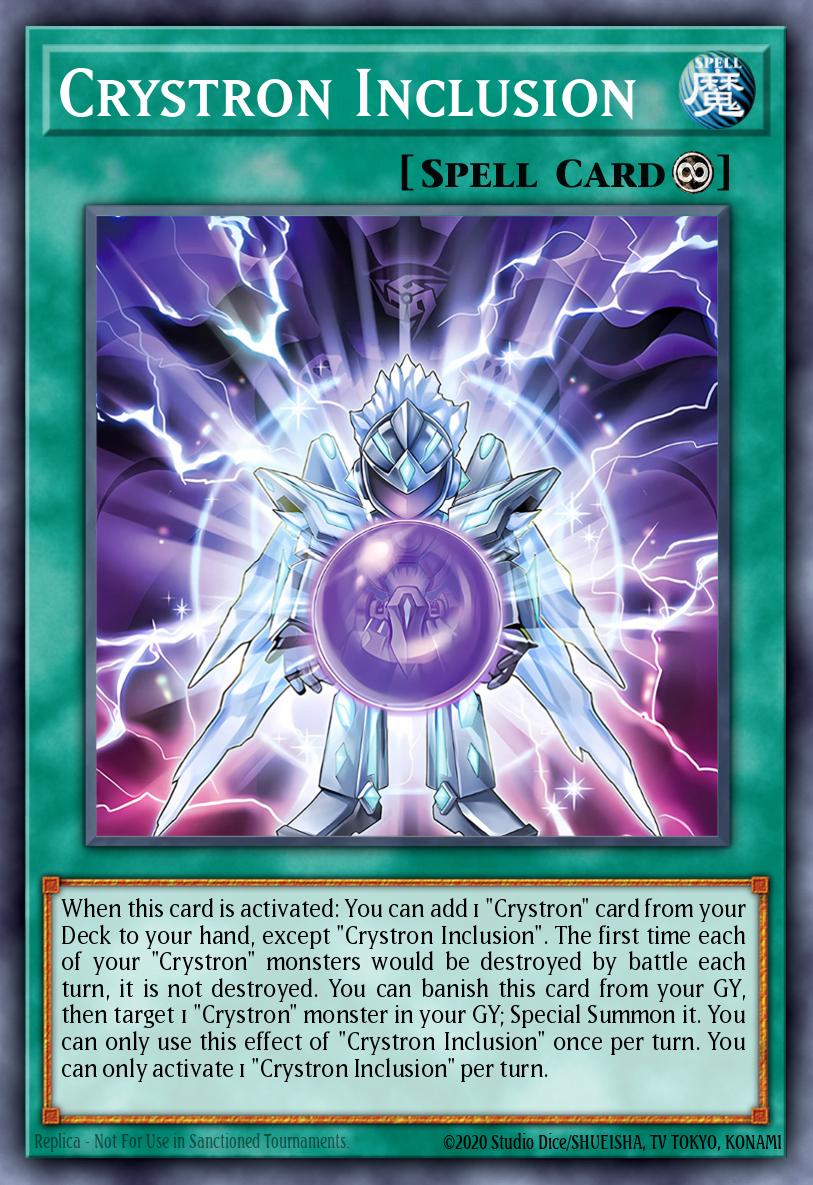 Crystron Inclusion
SPELL
魔
[Spell Card]
When this card is activated: You can add 1 "Crystron" card from your
Deck to your hand, except "Crystron Inclusion". The first time each
of your "Crystron" monsters would be destroyed by battle each
turn, it is not destroyed. You can banish this card from your GY,
then target 1 "Crystron" monster in your GY; Special Summon it. You
can only use this effect of "Crystron Inclusion" once per turn. You
can only activate 1 "Crystron Inclusion" per turn.
Replica - Not For Use in Sanctioned Tournaments.
©2020 Studio Dice/SHUEISHA, TV TOKYO, KONAMI